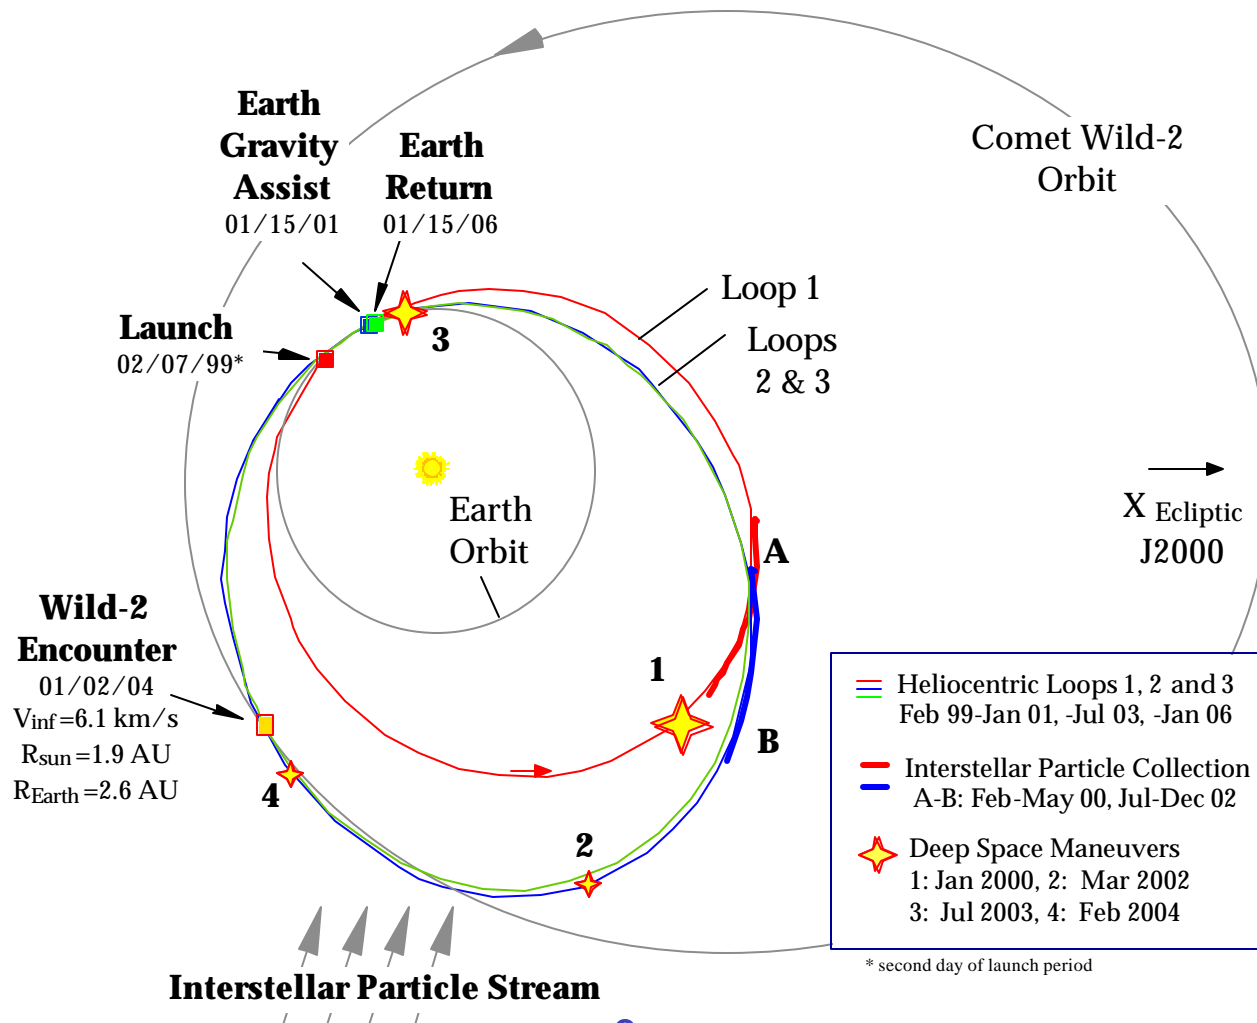 Earth
Gravity
Assist
01/15/01
Earth
Return
01/15/06
Comet Wild-2
Orbit
Launch
02/07/99*
3
Loop 1
Loops
2 & 3
Earth
Orbit
X Ecliptic
J2000
A
Wild-2
Encounter
01/02/04
Vinf=6.1 km/s
Rsun=1.9 AU
REarth=2.6 AU
1
B
4
2
Heliocentric Loops 1, 2 and 3
Feb 99-Jan 01, -Jul 03, -Jan 06
Interstellar Particle Collection
A-B: Feb-May 00, Jul-Dec 02
Deep Space Maneuvers
1: Jan 2000, 2: Mar 2002
3: Jul 2003, 4: Feb 2004
* second day of launch period
Interstellar Particle Stream